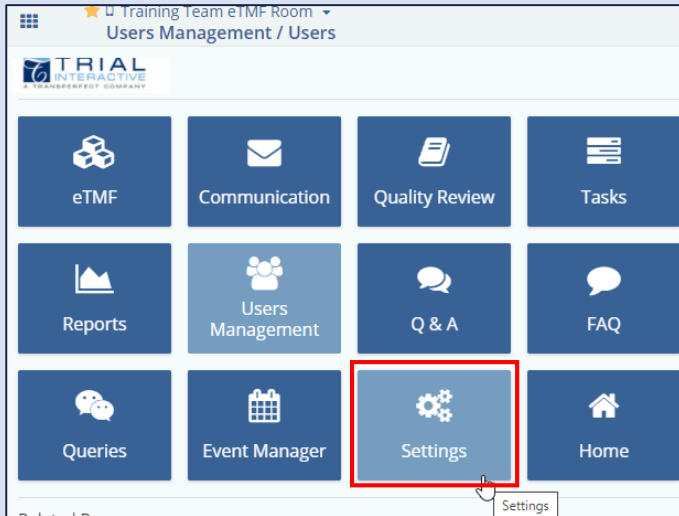 Training Team eTMF Room
Users Management / Users
TRIAL
INTERACTIVE
A TRANSPERFECT COMPANY
eTMF
Communication
Quality Review
Tasks
Reports
Users
Management
Q & A
FAQ
Queries
Event Manager
Settings
Home
Settings